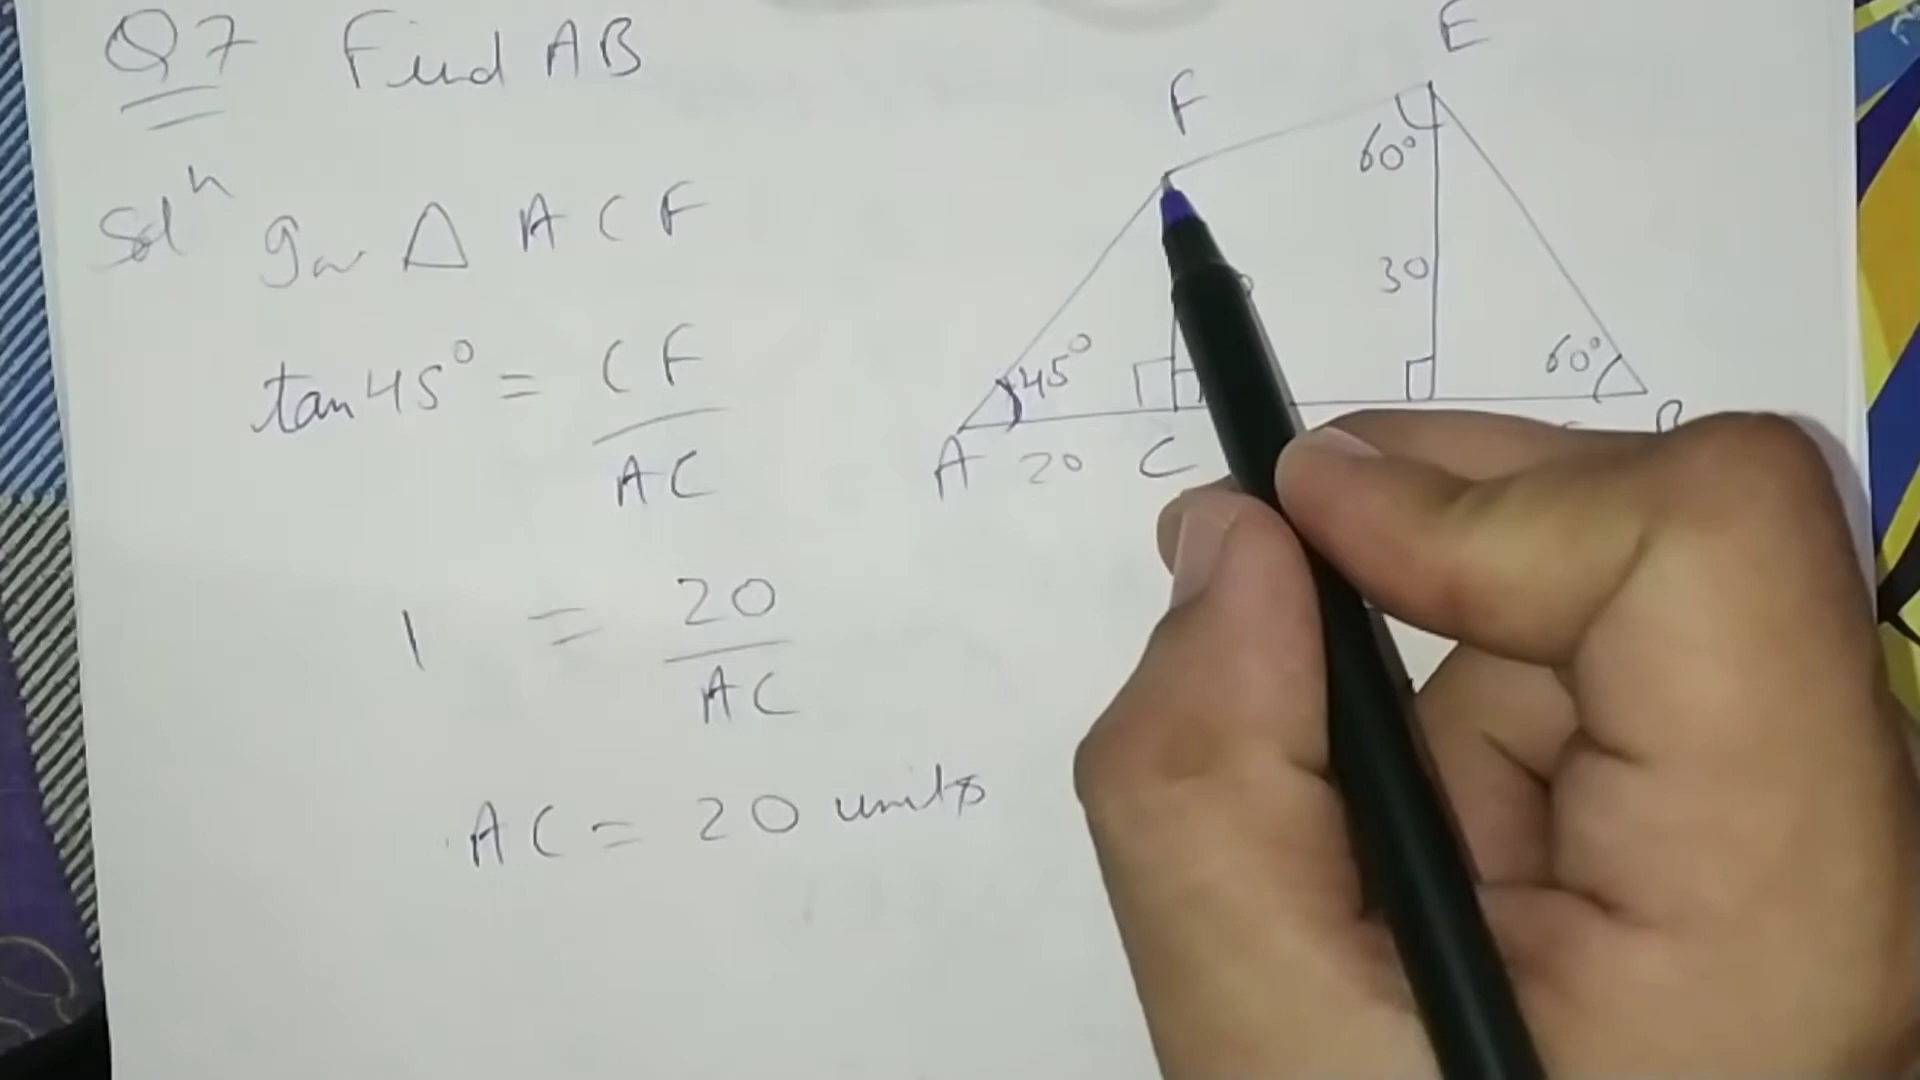 Q7 Find AB
Solⁿ In Δ ACF
tan 45° = CF / AC
1 = 20 / AC
AC = 20 units
E
F
60°
30
45°
60°
A 20 C